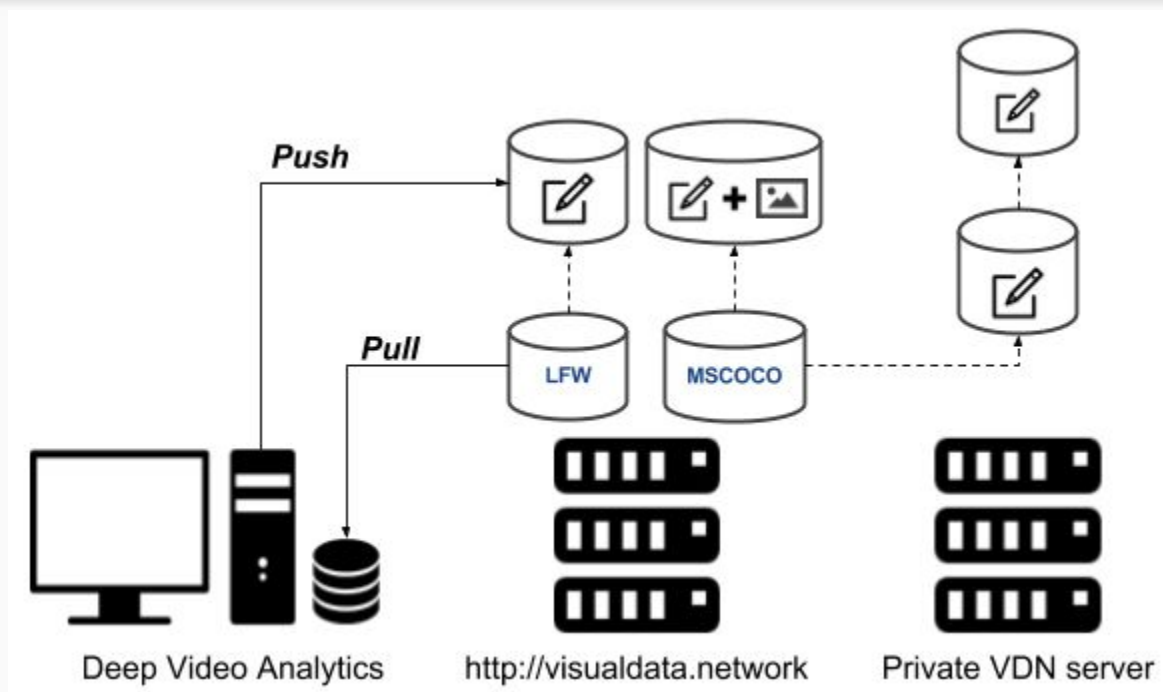 Push
+
Pull
LFW
MSCOCO
Deep Video Analytics
http://visualdata.network
Private VDN server